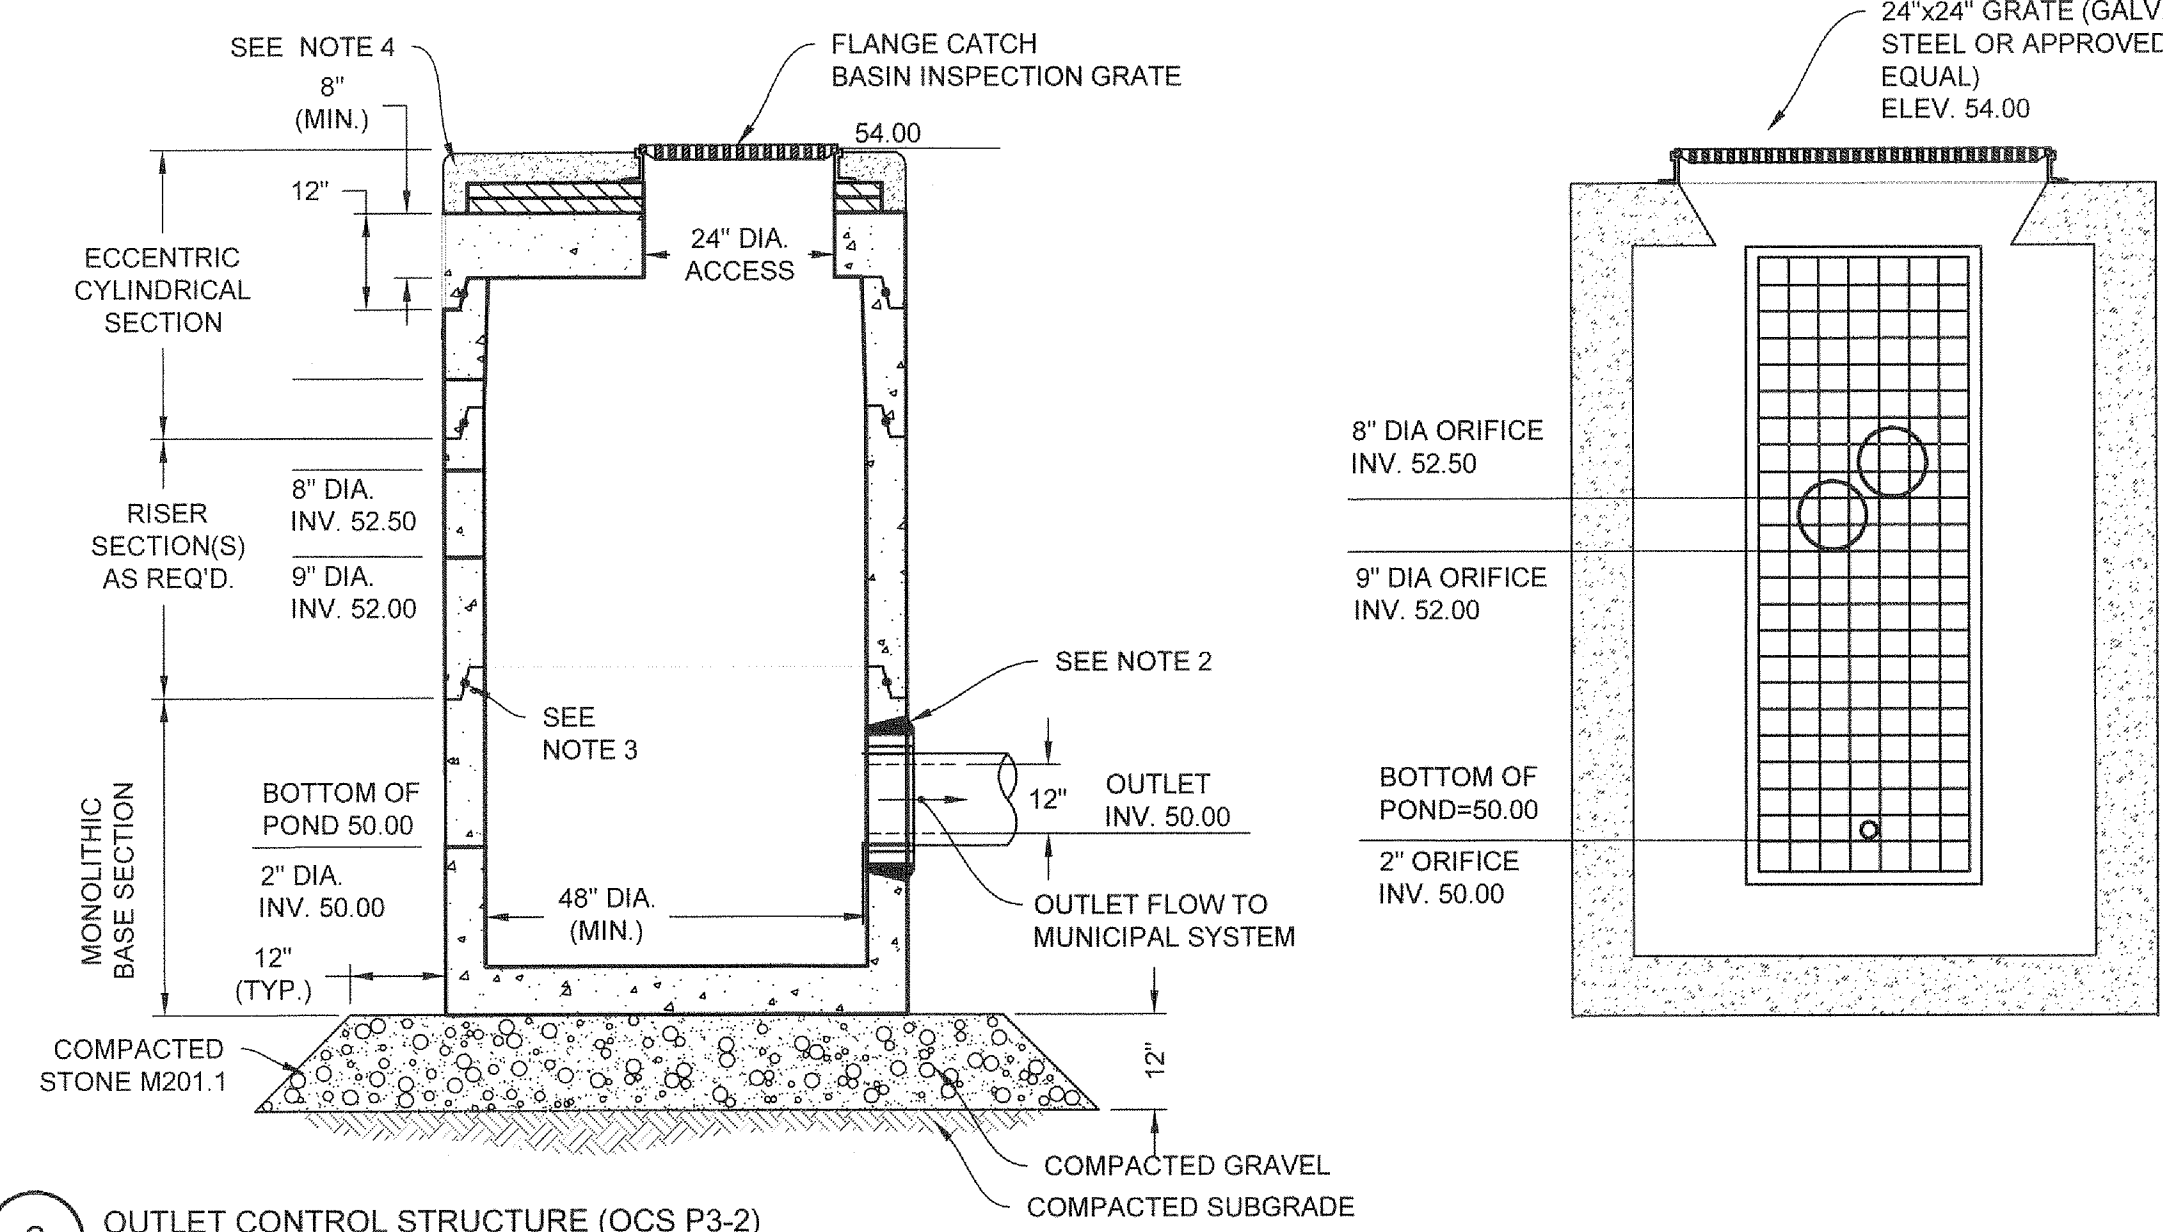 SEE NOTE 4
8"
(MIN.)
12"
ECCENTRIC
CYLINDRICAL
SECTION
FLANGE CATCH
BASIN INSPECTION GRATE
54.00
24" DIA.
ACCESS
RISER
SECTION(S)
AS REQ'D.
8" DIA.
INV. 52.50
9" DIA.
INV. 52.00
SEE
NOTE 3
SEE NOTE 2
MONOLITHIC
BASE SECTION
BOTTOM OF
POND 50.00
2" DIA.
INV. 50.00
12"
(TYP.)
48" DIA.
(MIN.)
12"
OUTLET
INV. 50.00
OUTLET FLOW TO
MUNICIPAL SYSTEM
12"
COMPACTED
STONE M201.1
COMPACTED GRAVEL
COMPACTED SUBGRADE
24"x24" GRATE (GALV.
STEEL OR APPROVED
EQUAL)
ELEV. 54.00
8" DIA ORIFICE
INV. 52.50
9" DIA ORIFICE
INV. 52.00
BOTTOM OF
POND=50.00
2" ORIFICE
INV. 50.00
OUTLET CONTROL STRUCTURE (OCS P3-2)